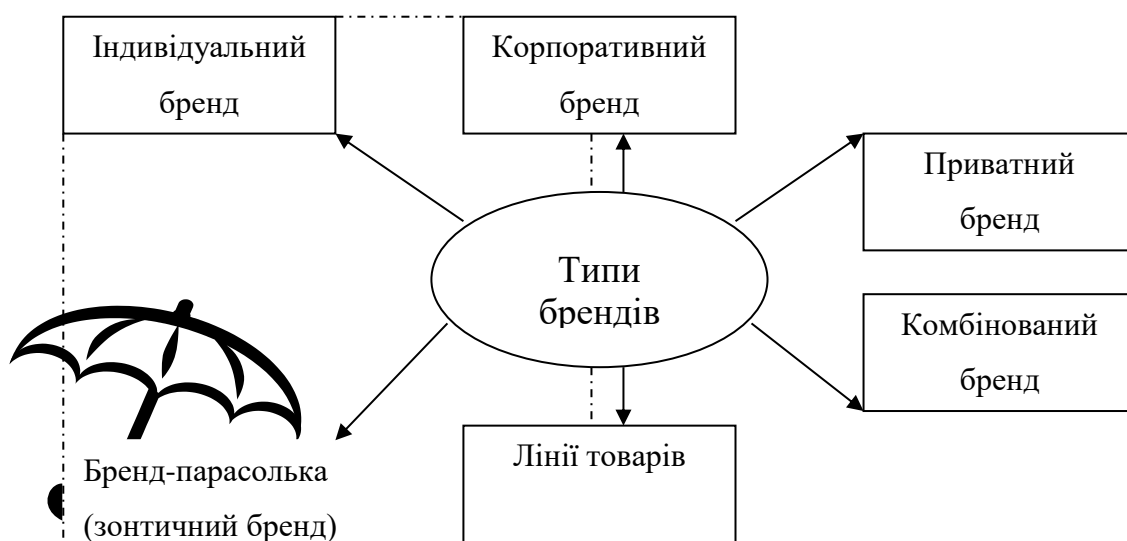 Індивідуальний
бренд
Корпоративний
бренд
Приватний
бренд
Типи
брендів
Комбінований
бренд
Бренд-парасолька
(зонтичний бренд)
Лінії товарів